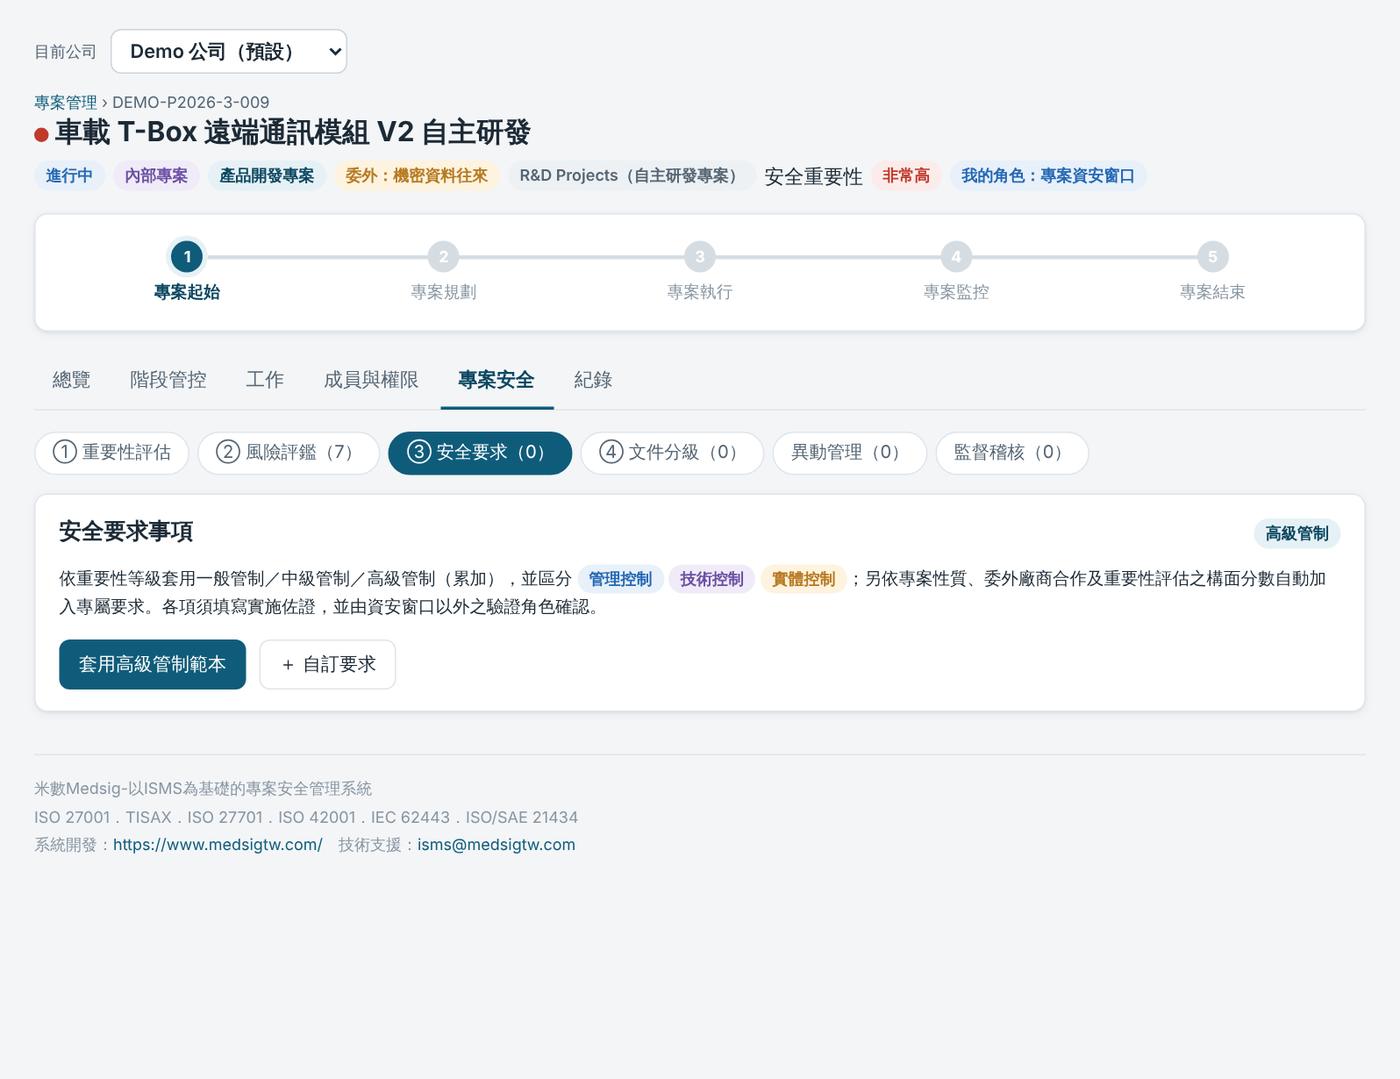 目前公司 Demo 公司（預設）
專案管理 › DEMO-P2026-3-009
車載 T-Box 遠端通訊模組 V2 自主研發
進行中 內部專案 產品開發專案 委外：機密資料往來 R&D Projects（自主研發專案） 安全重要性 非常高 我的角色：專案資安窗口
1 2 3 4 5
專案起始 專案規劃 專案執行 專案監控 專案結束
總覽 階段管控 工作 成員與權限 專案安全 紀錄
① 重要性評估 ② 風險評鑑（7） ③ 安全要求（0） ④ 文件分級（0） 異動管理（0） 監督稽核（0）
安全要求事項 高級管制
依重要性等級套用一般管制／中級管制／高級管制（累加），並區分 管理控制 技術控制 實體控制；另依專案性質、委外廠商合作及重要性評估之構面分數自動加
入專屬要求。各項須填寫實施佐證，並由資安窗口以外之驗證角色確認。
套用高級管制範本 ＋ 自訂要求
米數Medsig-以ISMS為基礎的專案安全管理系統
ISO 27001．TISAX．ISO 27701．ISO 42001．IEC 62443．ISO/SAE 21434
系統開發：https://www.medsigtw.com/ 技術支援：isms@medsigtw.com